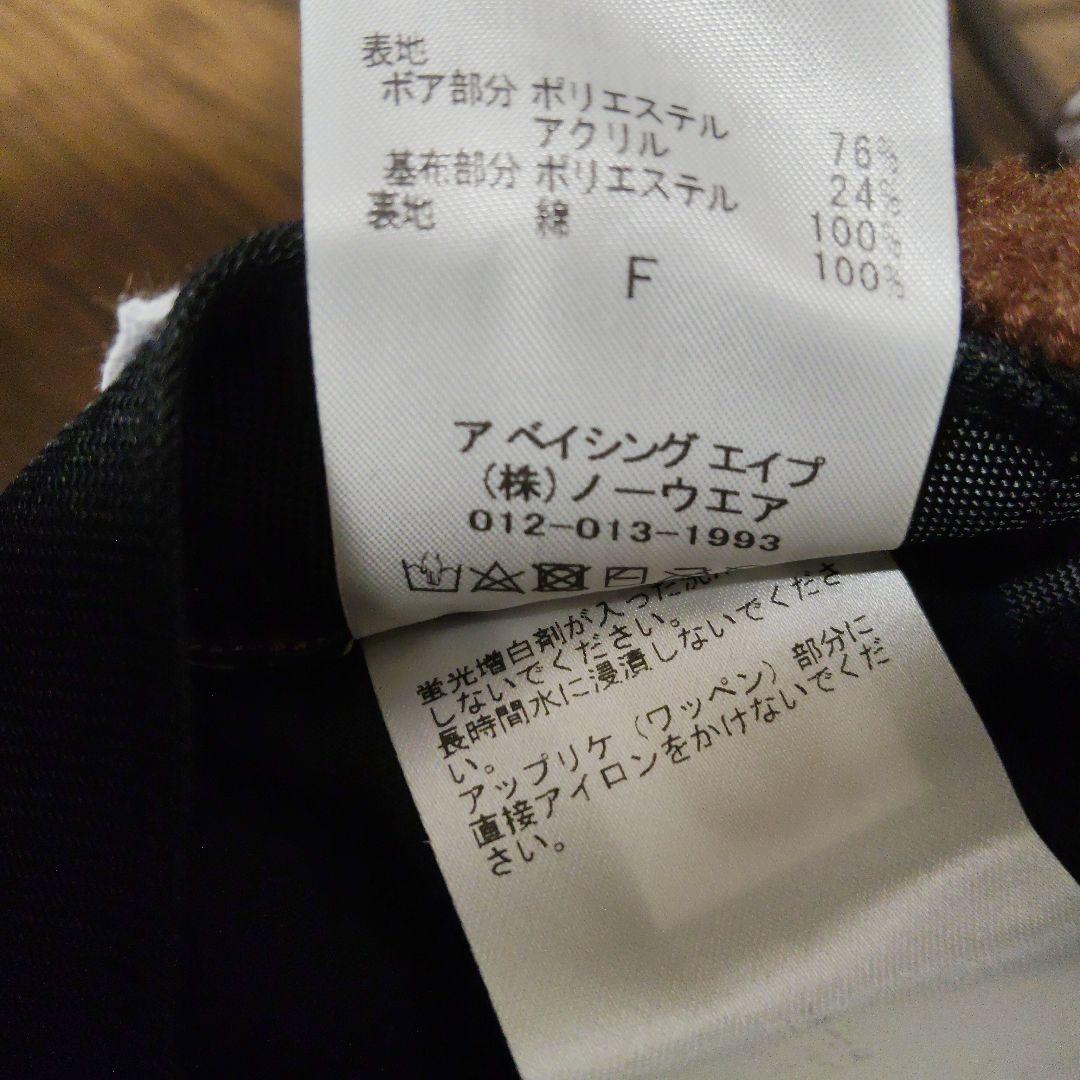 表地
ボア部分 ポリエステル 76%
アクリル 24%
基布部分 ポリエステル 100%
表地 綿 100%
F
ア ベイシング エイプ
(株)ノーウエア
012-013-1993
蛍光増白剤が入った洗
しないでください。
長時間水に浸漬しないでくださ
い。
アップリケ(ワッペン)部分に
直接アイロンをかけないでくだ
さい。